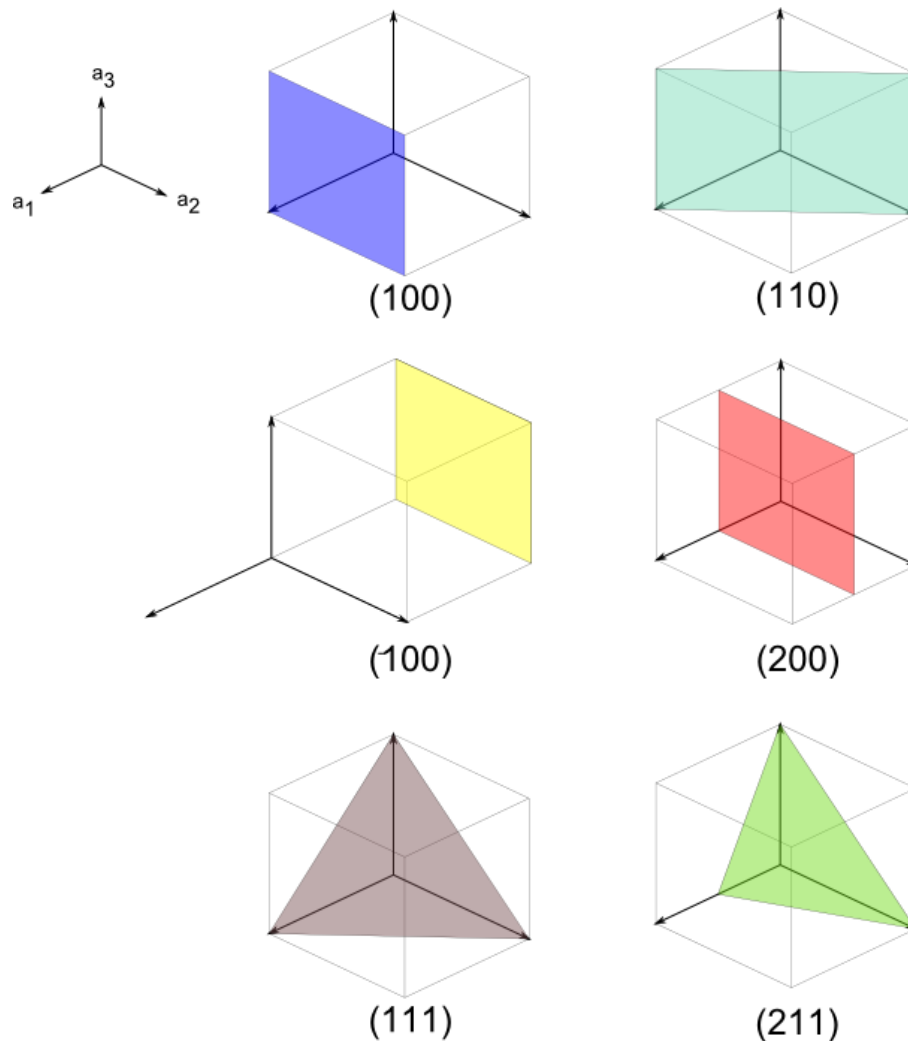 a₃
a₁
a₂
(100)
(110)
(-100)
(200)
(111)
(211)